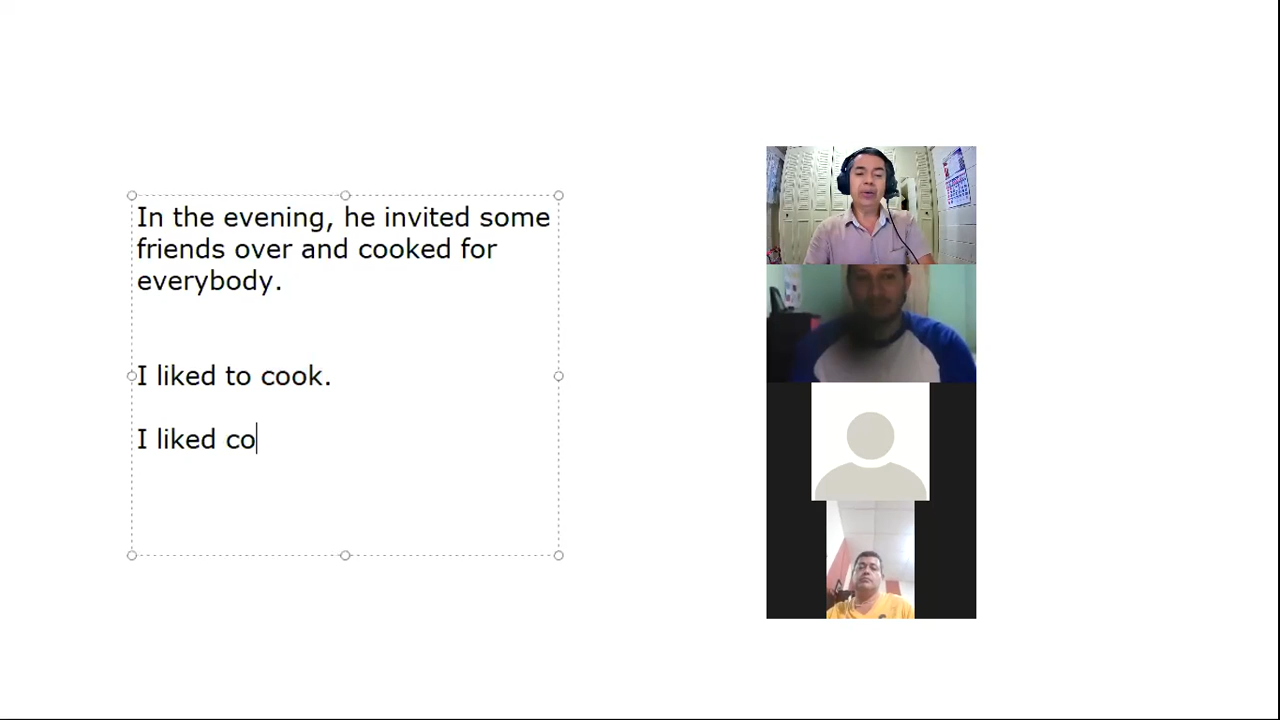 In the evening, he invited some
friends over and cooked for
everybody.
I liked to cook.
I liked co